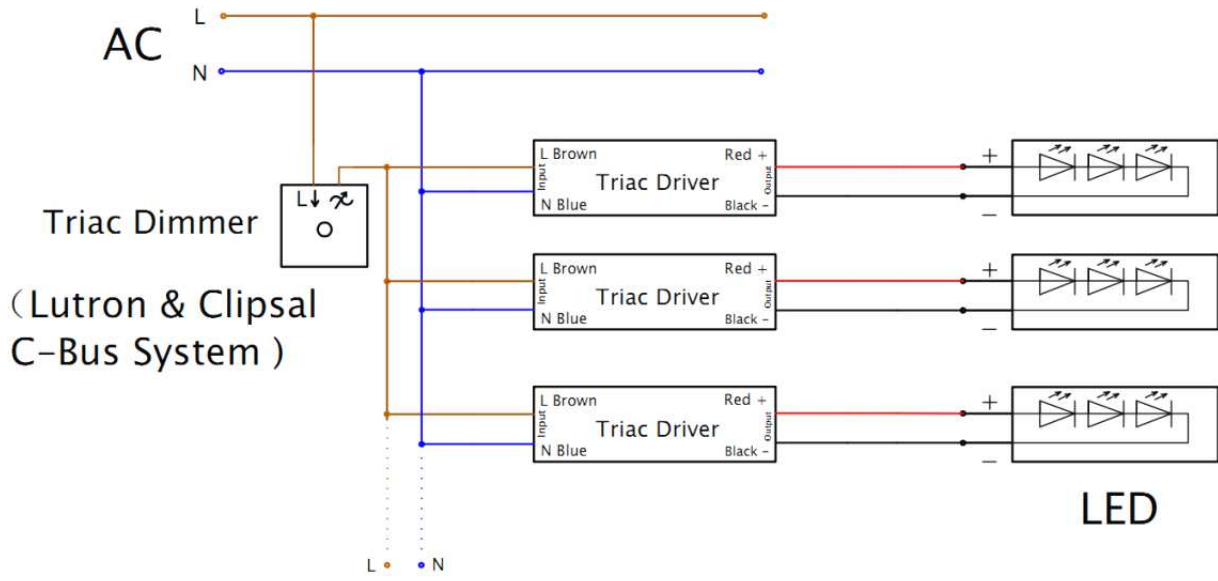 L
AC
N
L Brown
Red +
Input
Triac Driver
Output
N Blue
Black -
+
−
L
Triac Dimmer
(Lutron & Clipsal
C-Bus System )
L Brown
Red +
Input
Triac Driver
Output
N Blue
Black -
+
−
L Brown
Red +
Input
Triac Driver
Output
N Blue
Black -
+
−
LED
L
N